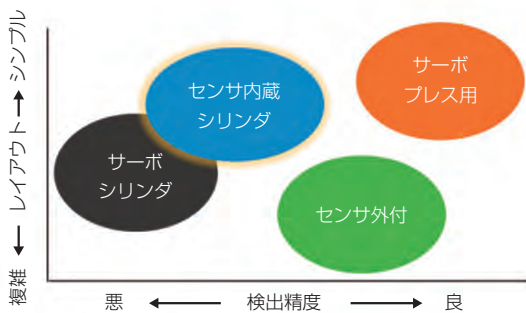 複雑 ← レイアウト → シンプル
サーボ
プレス用
センサ内蔵
シリンダ
サーボ
シリンダ
センサ外付
悪 ← 検出精度 → 良